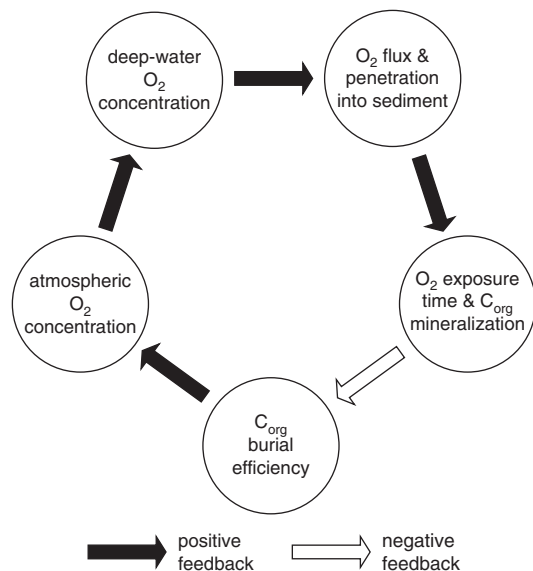 deep-water
O₂
concentration
O₂ flux &
penetration
into sediment
O₂ exposure
time & Cₒᵣg
mineralization
Cₒᵣg
burial
efficiency
atmospheric
O₂
concentration
positive
feedback
negative
feedback